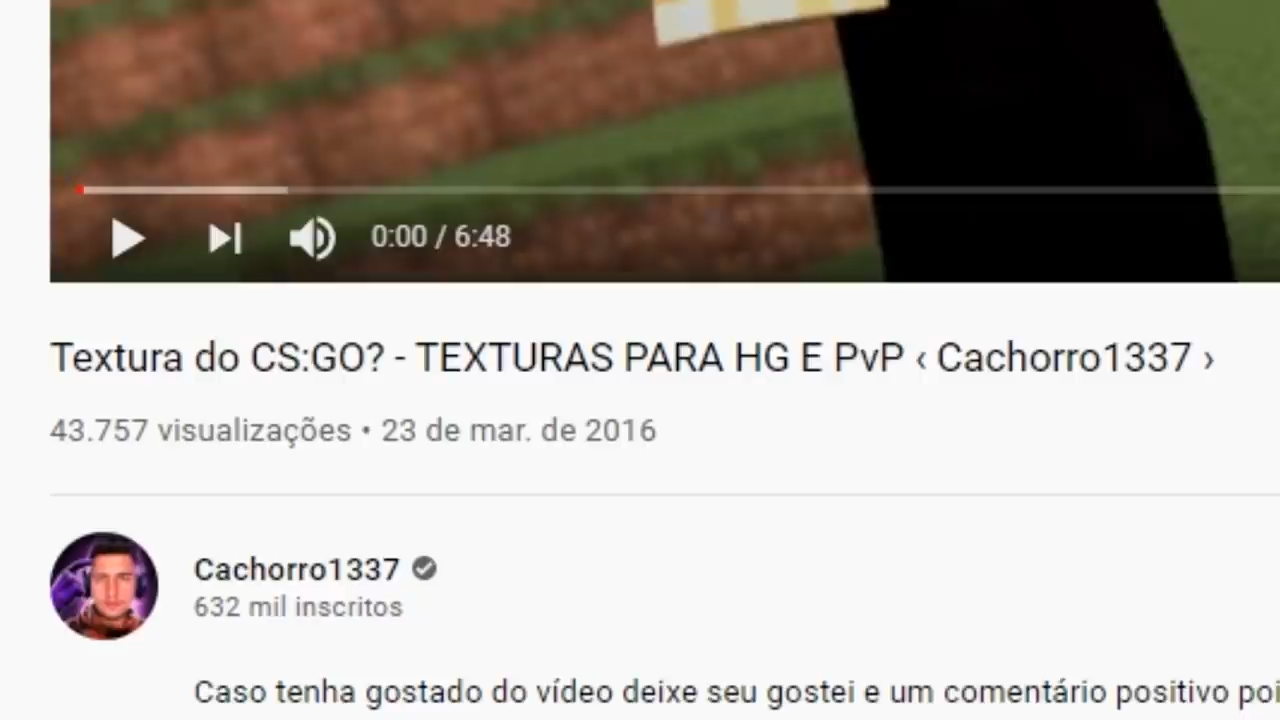 0:00 / 6:48
Textura do CS:GO? - TEXTURAS PARA HG E PvP ‹ Cachorro1337 ›
43.757 visualizações • 23 de mar. de 2016
Cachorro1337
632 mil inscritos
Caso tenha gostado do vídeo deixe seu gostei e um comentário positivo poi